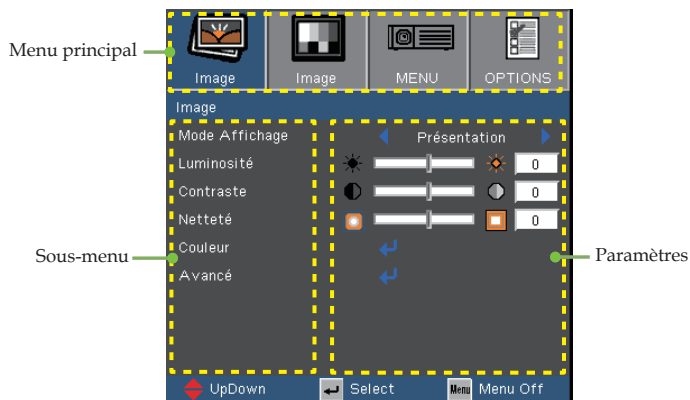 Menu principal
Image Image MENU OPTIONS
Image
Mode Affichage Présentation
Luminosité 0
Contraste 0
Netteté 0
Couleur
Sous-menu
Paramètres
Avancé
UpDown Select Menu Menu Off